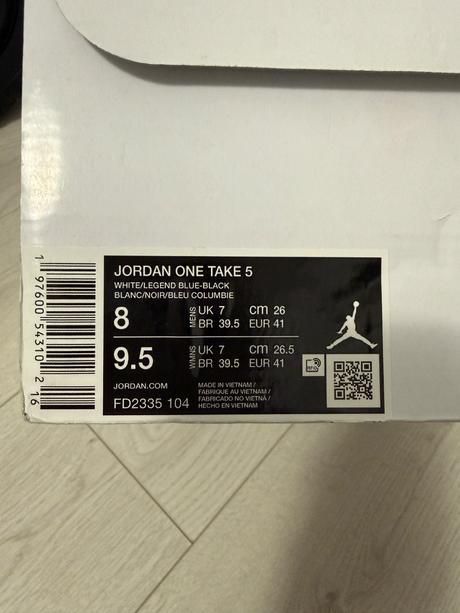 JORDAN ONE TAKE 5
WHITE/LEGEND BLUE-BLACK
BLANC/NOIR/BLEU COLUMBIE
8 MENS UK 7 cm 26
BR 39.5 EUR 41
9.5 WMNS UK 7 cm 26.5
BR 39.5 EUR 41
RFID
JORDAN.COM
FD2335 104
MADE IN VIETNAM /
FABRIQUE AU VIETNAM /
FABRICADO NO VIETNÃ /
HECHO EN VIETNAM
1 97600 54310 2 16